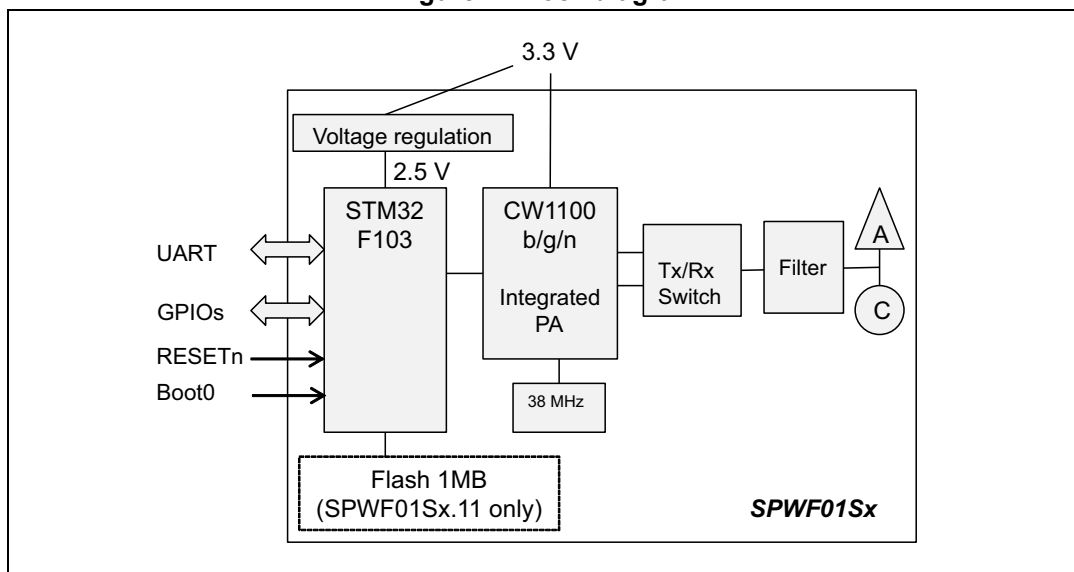 3.3 V
Voltage regulation
2.5 V
STM32
F103
CW1100
b/g/n
Integrated
PA
Tx/Rx
Switch
Filter
A
C
UART
GPIOs
RESETn
Boot0
38 MHz
Flash 1MB
(SPWF01Sx.11 only)
SPWF01Sx